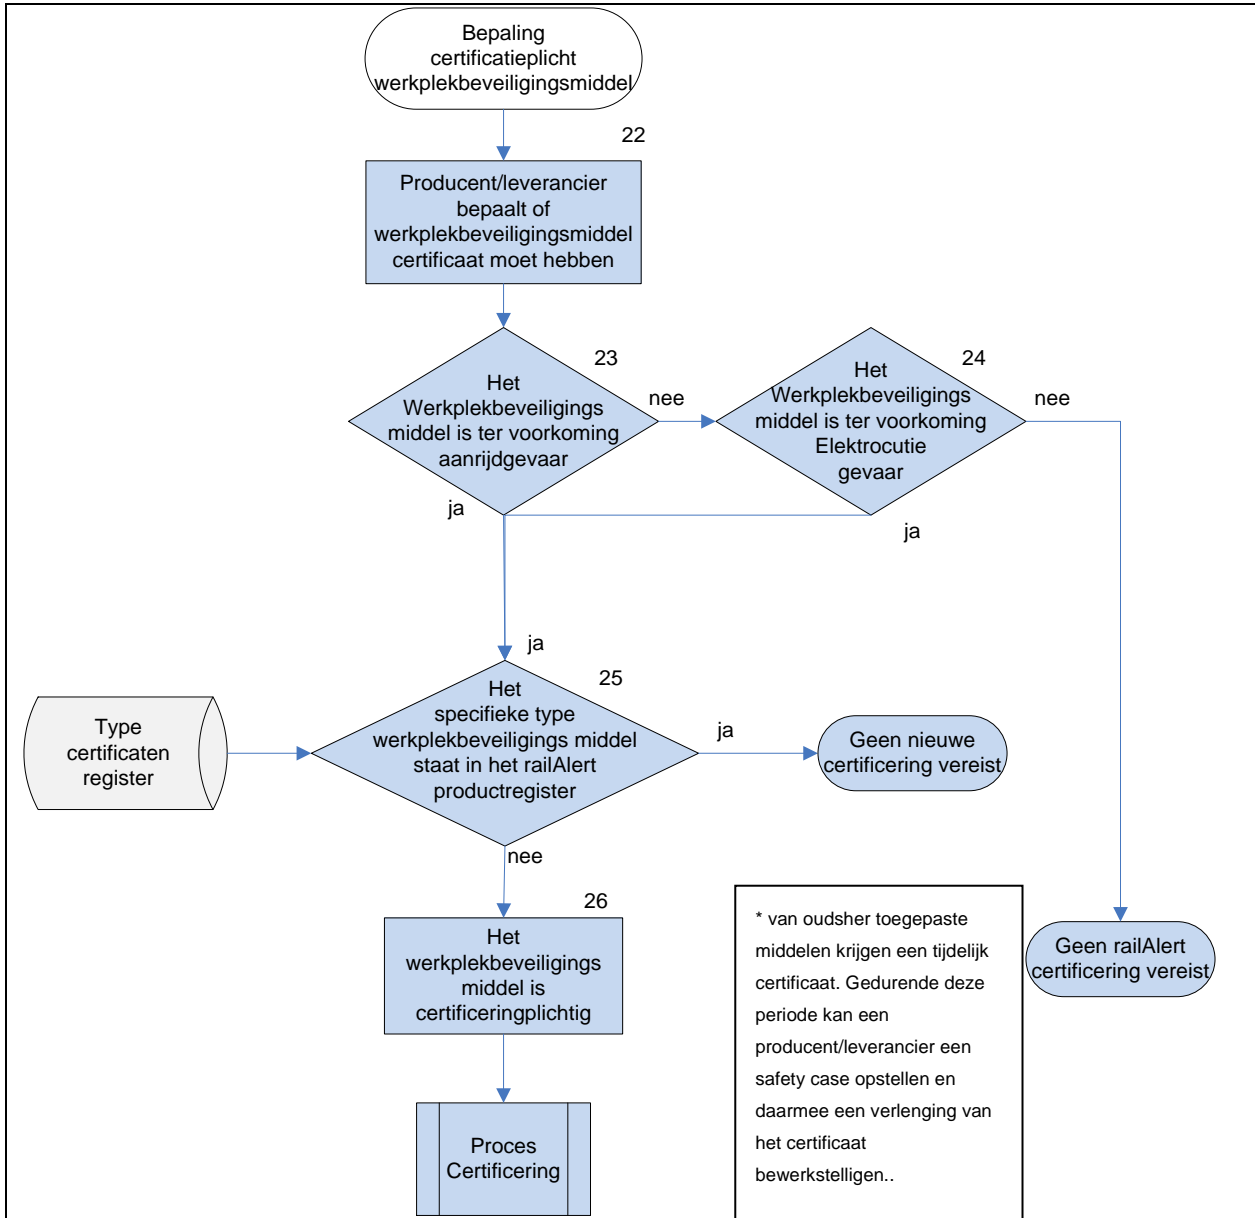 Bepaling
certificatieplicht
werkplekbeveiligingsmiddel
22
Producent/leverancier
bepaalt of
werkplekbeveiligingsmiddel
certificaat moet hebben
23
Het
Werkplekbeveiligings
middel is ter voorkoming
aanrijdgevaar
nee
ja
24
Het
Werkplekbeveiligings
middel is ter voorkoming
Elektrocutie
gevaar
nee
ja
ja
25
Het
specifieke type
werkplekbeveiligings middel
staat in het railAlert
productregister
Type
certificaten
register
ja
Geen nieuwe
certificering vereist
nee
26
Het
werkplekbeveiligings
middel is
certificeringplichtig
Proces
Certificering
* van oudsher toegepaste
middelen krijgen een tijdelijk
certificaat. Gedurende deze
periode kan een
producent/leverancier een
safety case opstellen en
daarmee een verlenging van
het certificaat
bewerkstelligen..
Geen railAlert
certificering vereist